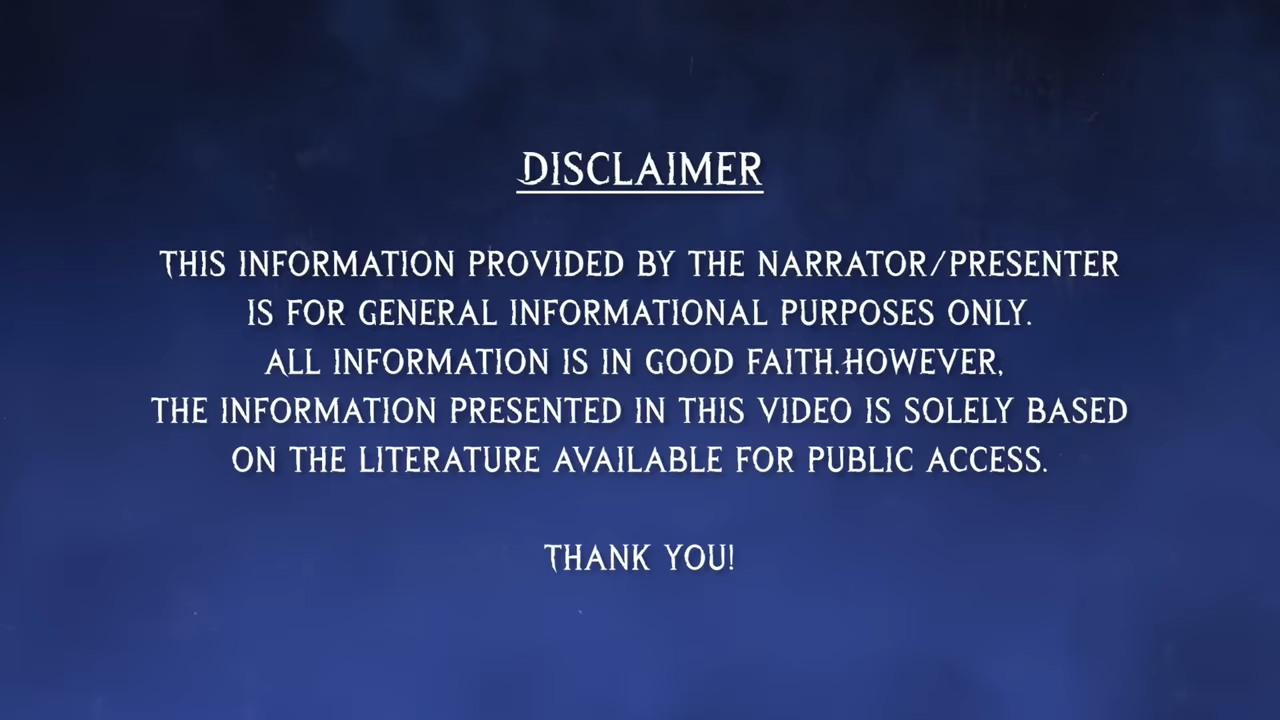 DISCLAIMER
THIS INFORMATION PROVIDED BY THE NARRATOR/PRESENTER
IS FOR GENERAL INFORMATIONAL PURPOSES ONLY.
ALL INFORMATION IS IN GOOD FAITH.HOWEVER,
THE INFORMATION PRESENTED IN THIS VIDEO IS SOLELY BASED
ON THE LITERATURE AVAILABLE FOR PUBLIC ACCESS.
THANK YOU!